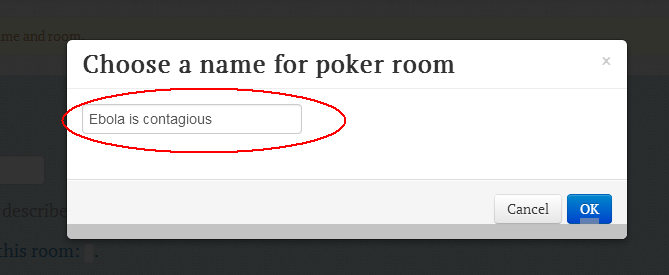 me and room
Choose a name for poker room
×
Ebola is contagious
describe
Cancel
OK
this room:
.